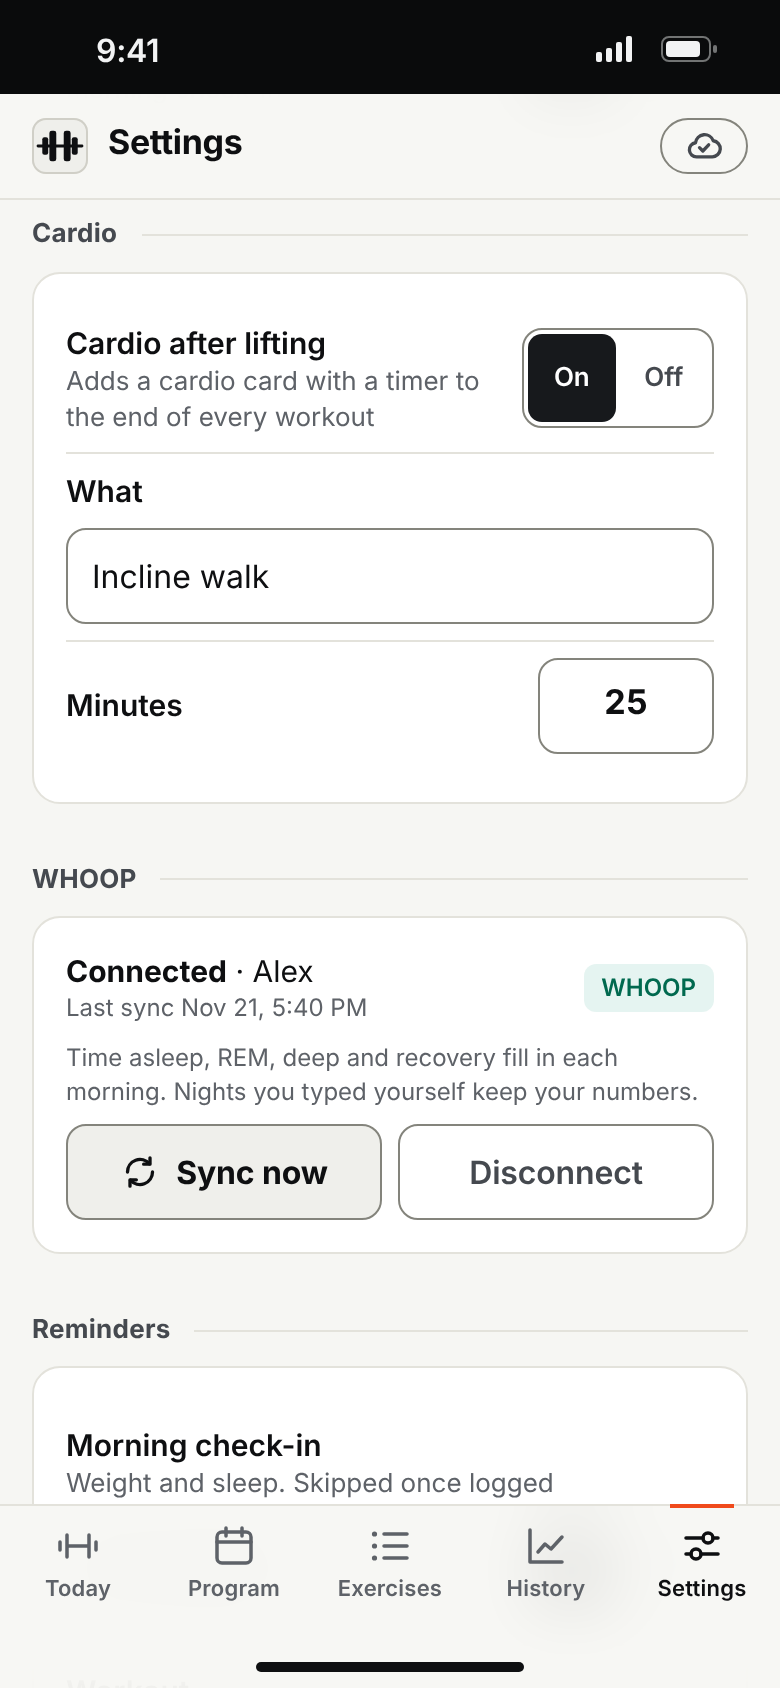 9:41
Settings
Cardio
Cardio after lifting
Adds a cardio card with a timer to
the end of every workout
On
Off
What
Incline walk
Minutes
25
WHOOP
Connected · Alex
Last sync Nov 21, 5:40 PM
WHOOP
Time asleep, REM, deep and recovery fill in each
morning. Nights you typed yourself keep your numbers.
Sync now
Disconnect
Reminders
Morning check-in
Weight and sleep. Skipped once logged
Today
Program
Exercises
History
Settings